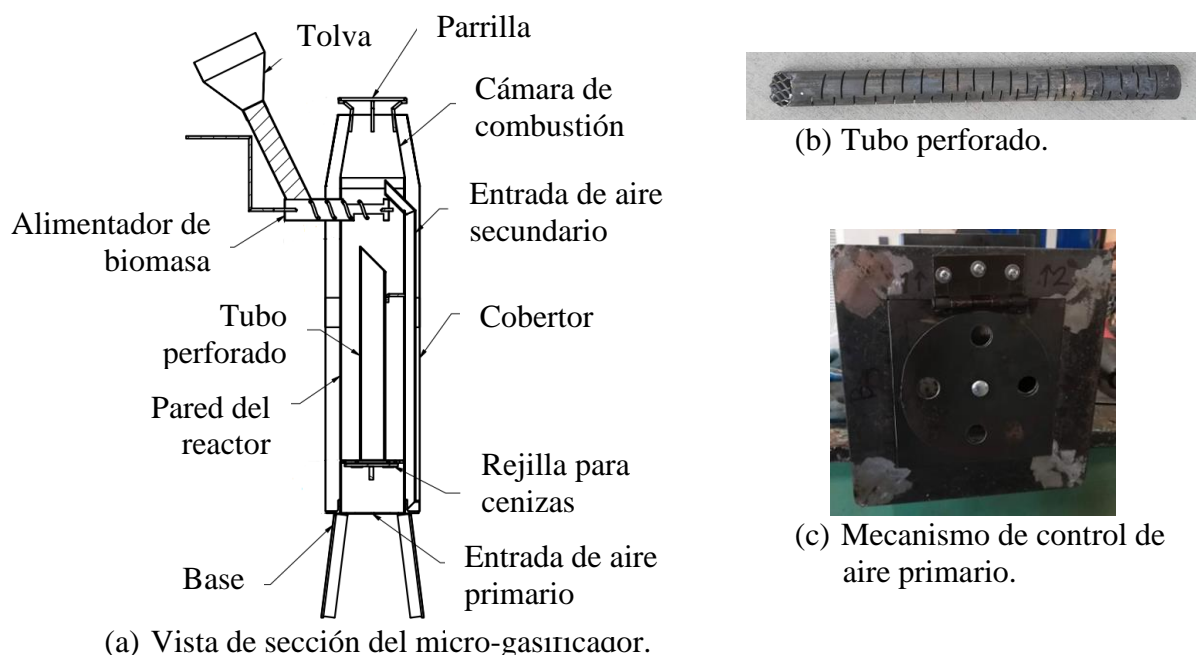 Tolva
Parrilla
Cámara de
combustión
Entrada de aire
secundario
Alimentador de
biomasa
Tubo
perforado
Cobertor
Pared del
reactor
Rejilla para
cenizas
Base
Entrada de aire
primario
(a) Vista de sección del micro-gasificador.
(b) Tubo perforado.
(c) Mecanismo de control de
aire primario.